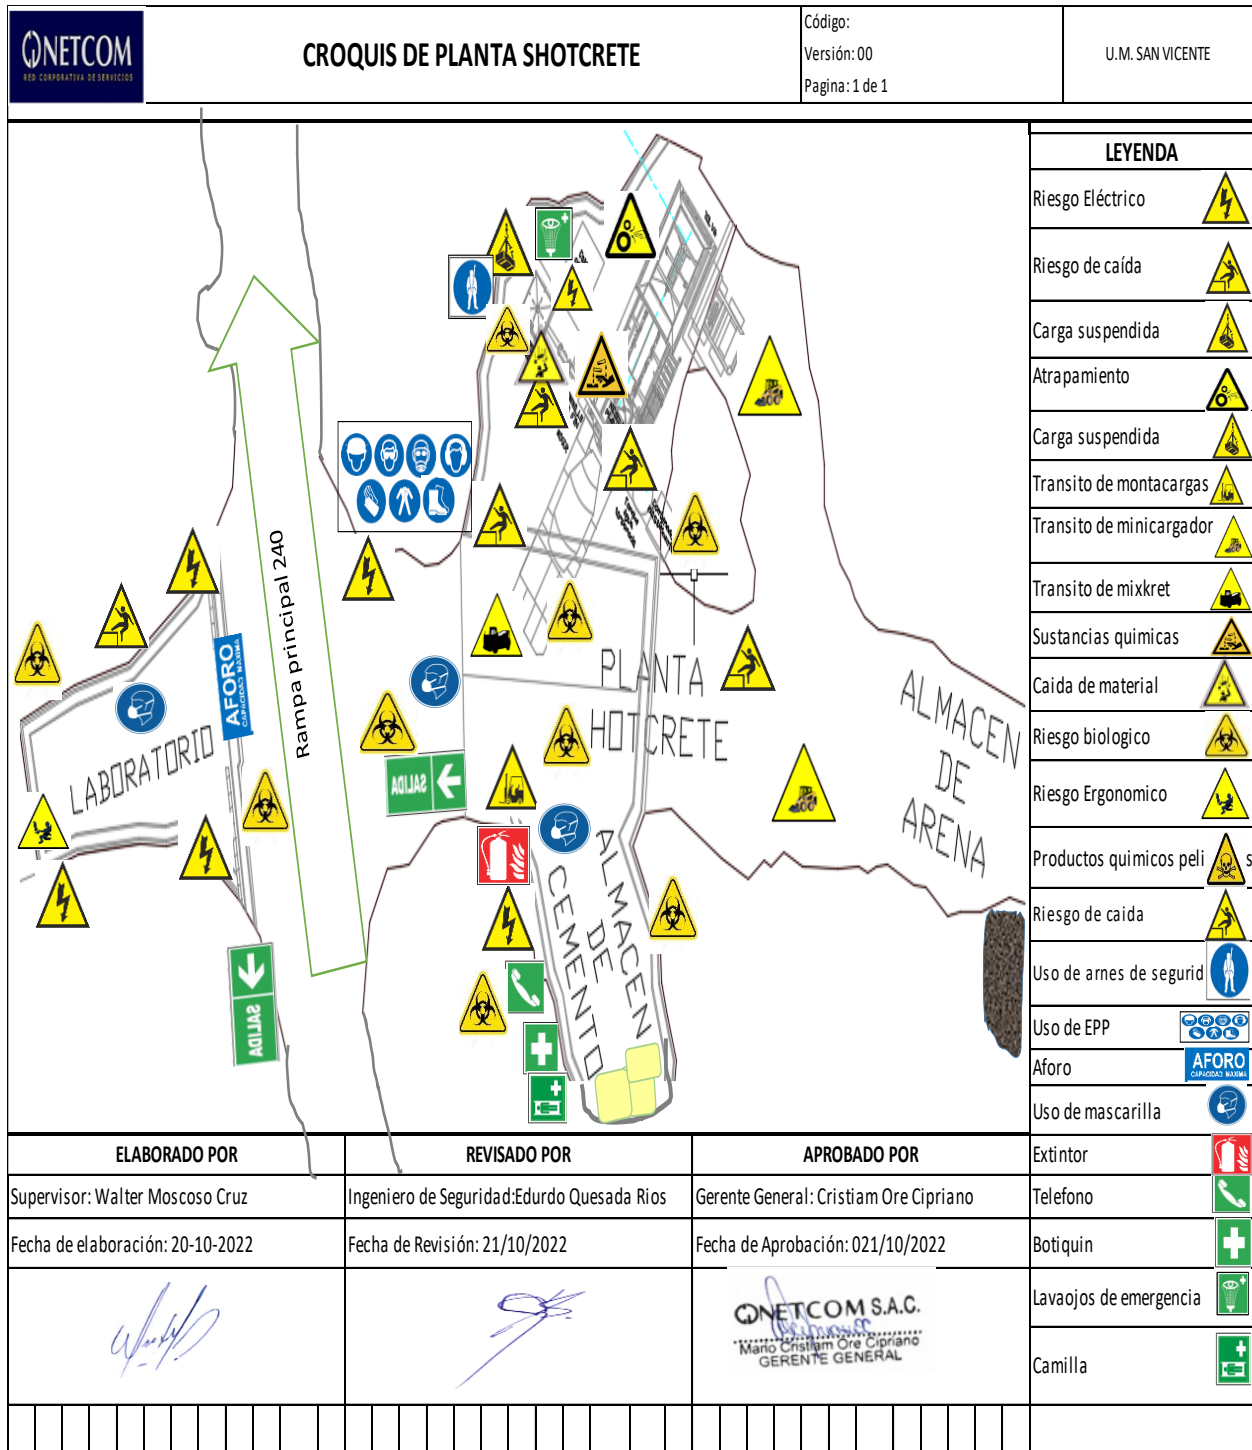 QNETCOM
RED CORPORATIVA DE SERVICIOS
CROQUIS DE PLANTA SHOTCRETE
Código:
Versión: 00
Pagina: 1 de 1
U.M. SAN VICENTE
LEYENDA
Riesgo Eléctrico
Riesgo de caída
Carga suspendida
Atrapamiento
Carga suspendida
Transito de montacargas
Transito de minicargador
Transito de mixkret
Sustancias quimicas
Caida de material
Riesgo biologico
Riesgo Ergonomico
Productos quimicos peli s
Riesgo de caida
Uso de arnes de segurid
Uso de EPP
Aforo
AFORO
CAPACIDAD MAXIMA
Uso de mascarilla
Extintor
Telefono
Botiquin
Lavaojos de emergencia
Camilla
Rampa principal 240
AFORO
CAPACIDAD MAXIMA
LABORATORIO
SALIDA
SALIDA
PLANTA
HOTCRETE
ALMACEN
DE
ARENA
ALMACEN
DE
CEMENTO
ELABORADO POR
REVISADO POR
APROBADO POR
Supervisor: Walter Moscoso Cruz
Ingeniero de Seguridad:Edurdo Quesada Rios
Gerente General: Cristiam Ore Cipriano
Fecha de elaboración: 20-10-2022
Fecha de Revisión: 21/10/2022
Fecha de Aprobación: 021/10/2022
QNETCOM S.A.C.
Mario Cristiam Ore Cipriano
GERENTE GENERAL